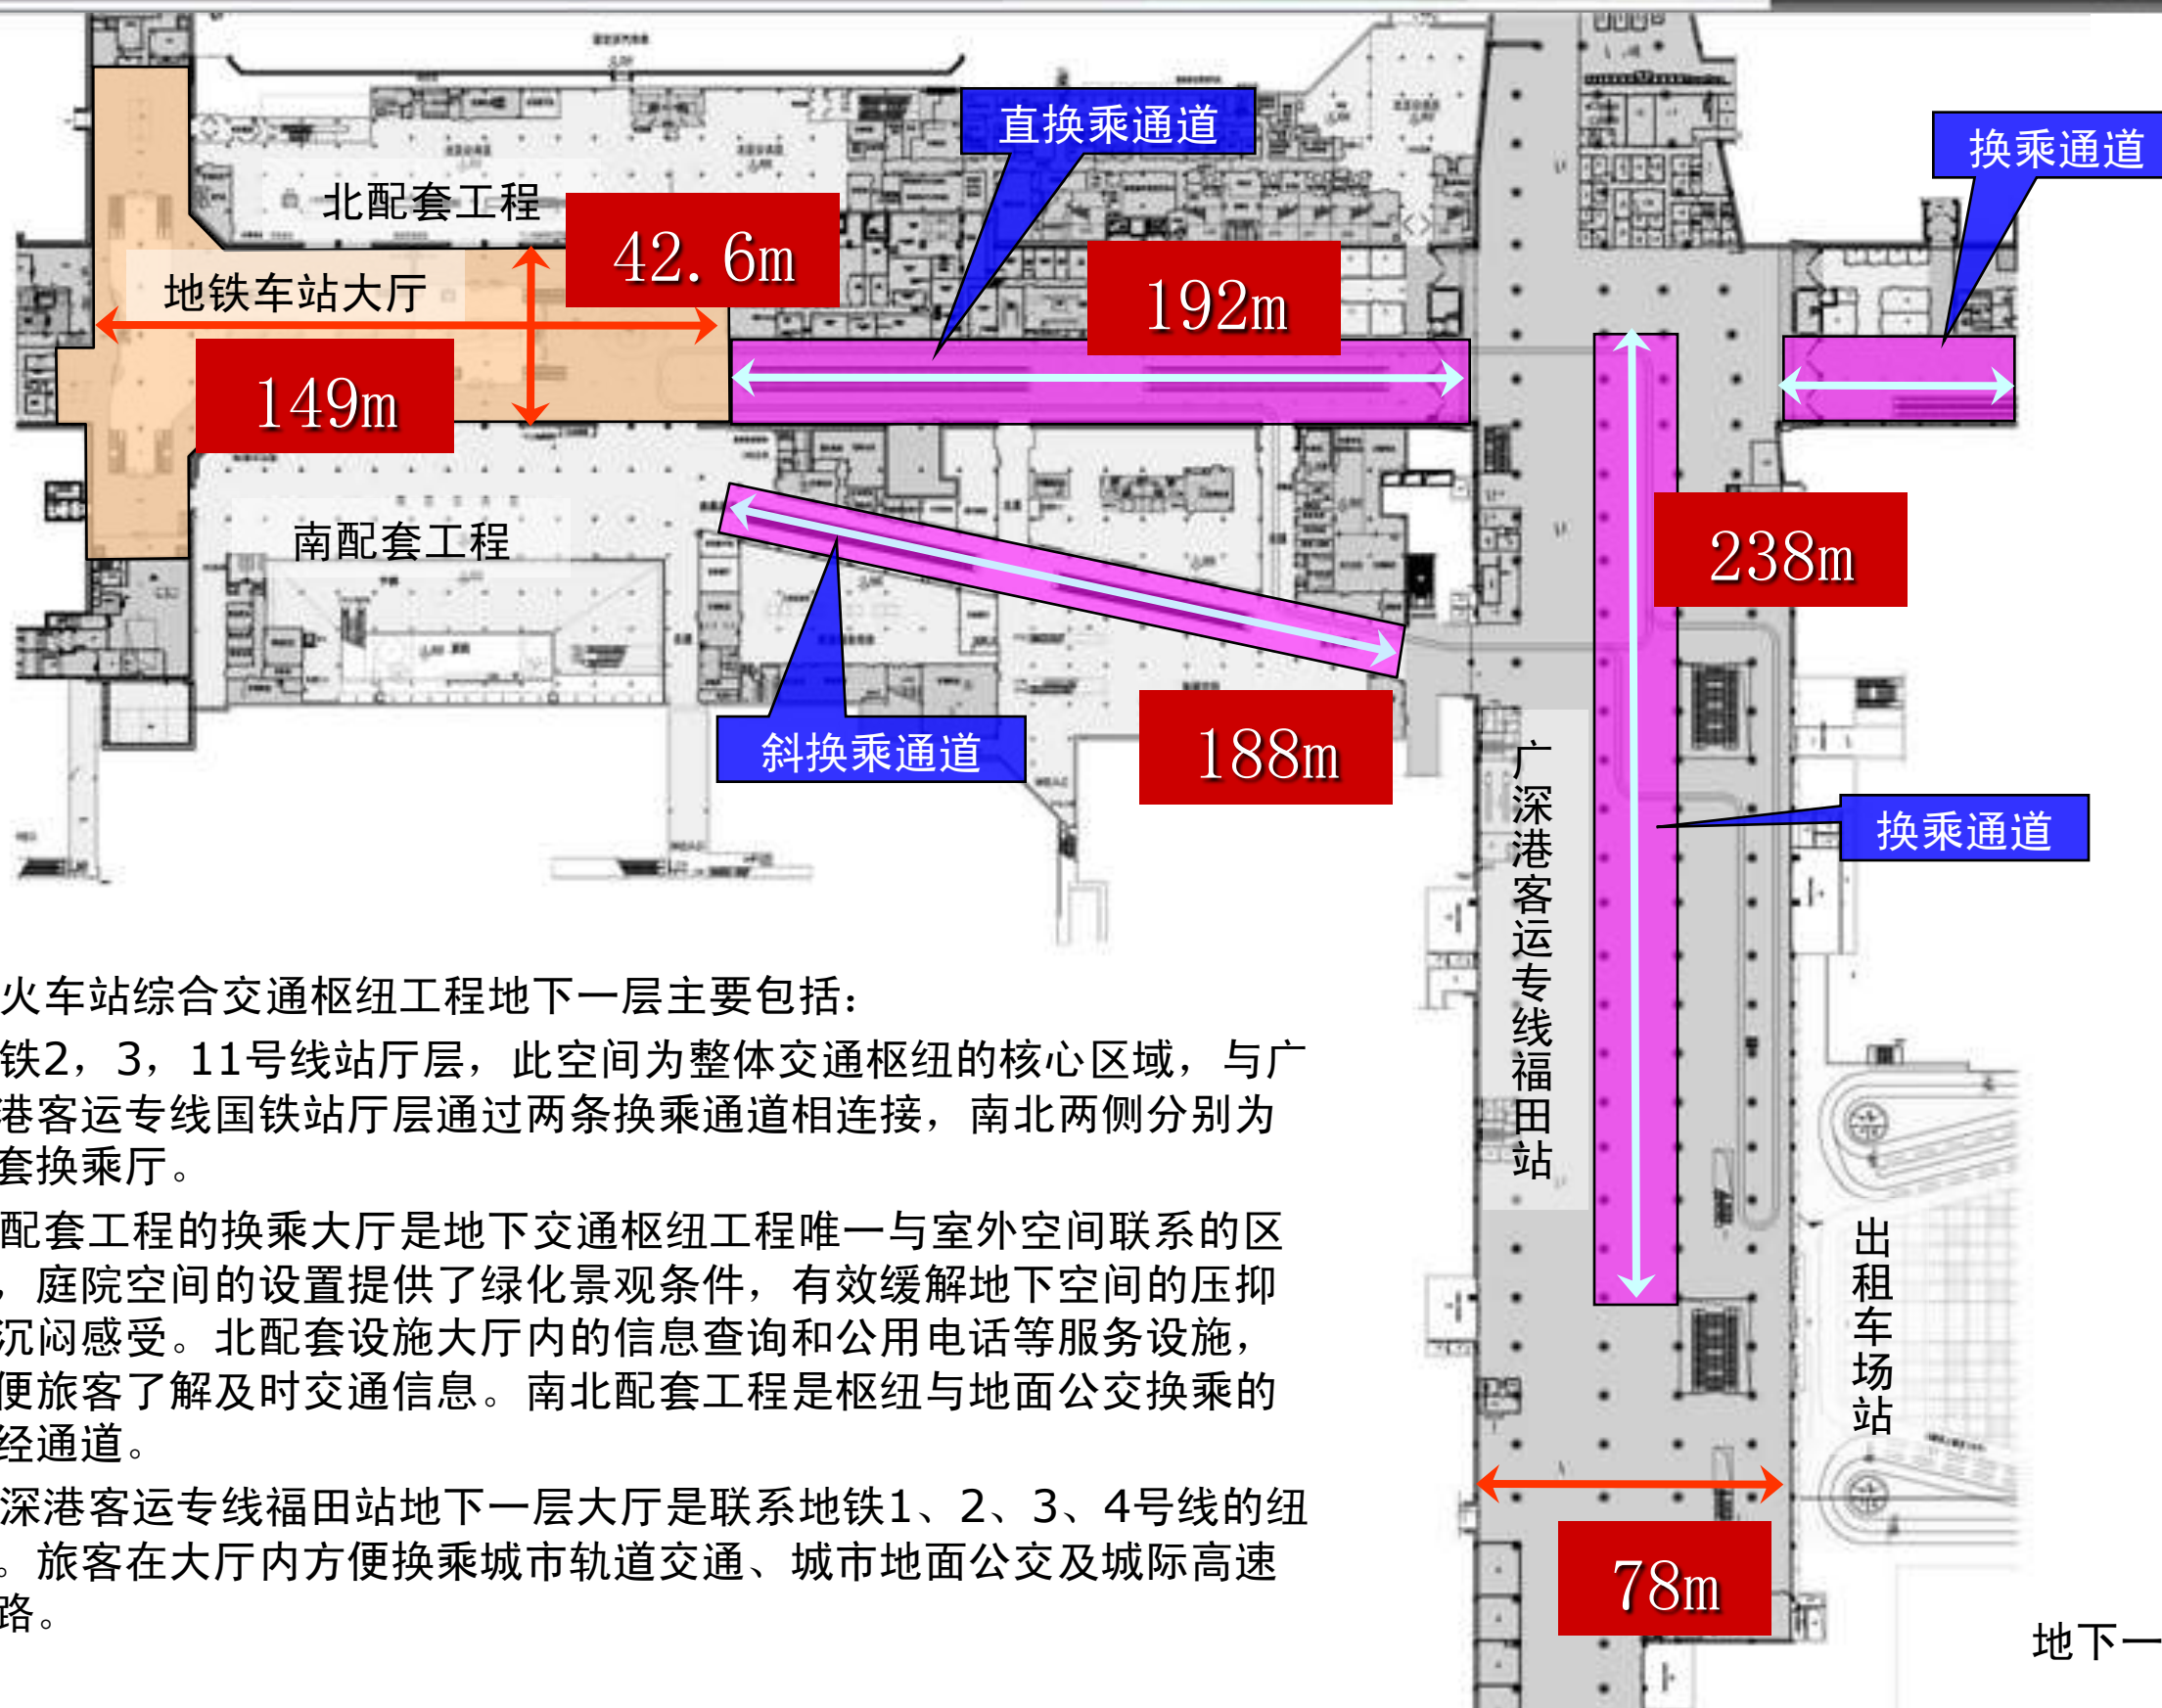 直换乘通道
换乘通道
北配套工程
42.6m
地铁车站大厅
192m
149m
南配套工程
238m
斜换乘通道
188m
广深港客运专线福田站
换乘通道
火车站综合交通枢纽工程地下一层主要包括：
铁2，3，11号线站厅层，此空间为整体交通枢纽的核心区域，与广
港客运专线国铁站厅层通过两条换乘通道相连接，南北两侧分别为
套换乘厅。
配套工程的换乘大厅是地下交通枢纽工程唯一与室外空间联系的区
，庭院空间的设置提供了绿化景观条件，有效缓解地下空间的压抑
沉闷感受。北配套设施大厅内的信息查询和公用电话等服务设施，
便旅客了解及时交通信息。南北配套工程是枢纽与地面公交换乘的
经通道。
深港客运专线福田站地下一层大厅是联系地铁1、2、3、4号线的纽
。旅客在大厅内方便换乘城市轨道交通、城市地面公交及城际高速
路。
出租车场站
78m
地下一